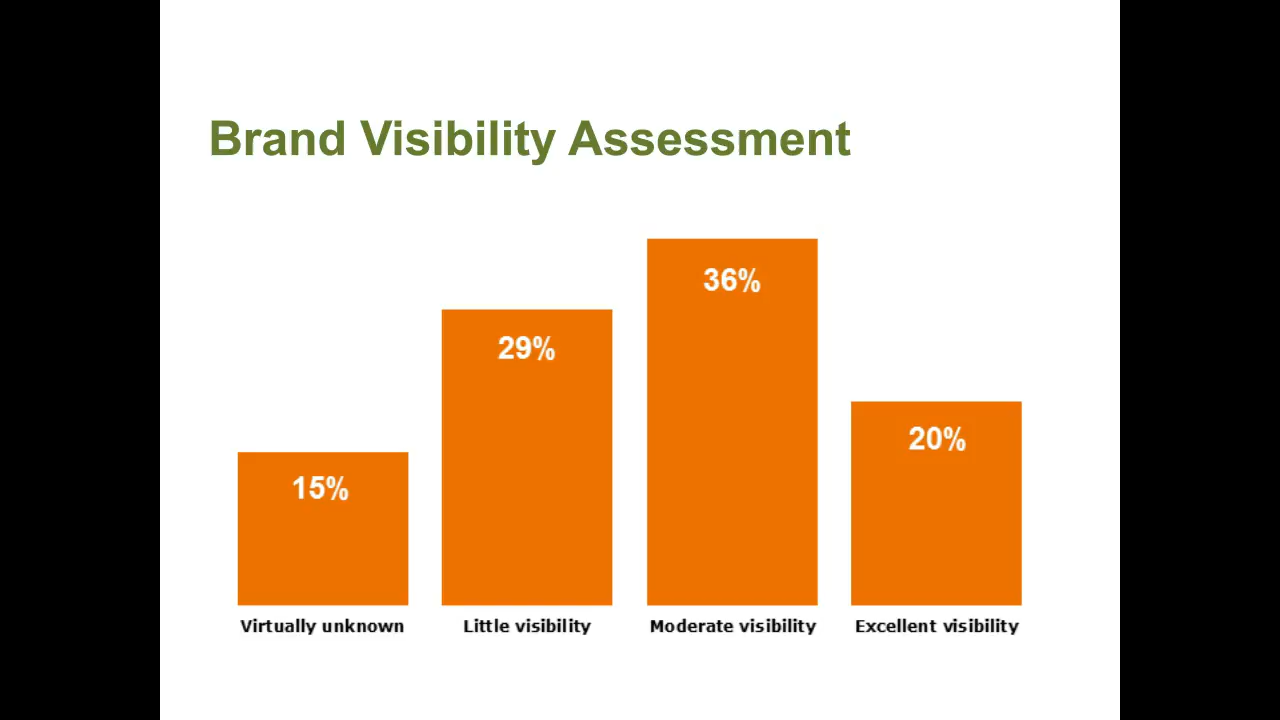 Brand Visibility Assessment
36%
29%
20%
15%
Virtually unknown
Little visibility
Moderate visibility
Excellent visibility